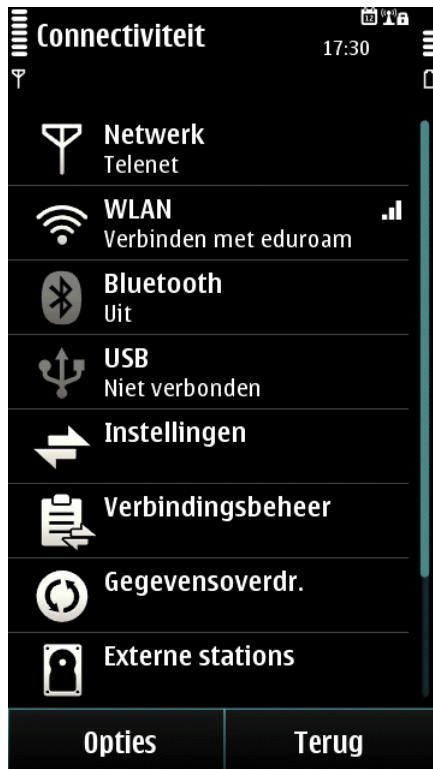 Connectiviteit
12
17:30
Netwerk
Telenet
WLAN
Verbinden met eduroam
Bluetooth
Uit
USB
Niet verbonden
Instellingen
Verbindingsbeheer
Gegevensoverdr.
Externe stations
Opties
Terug